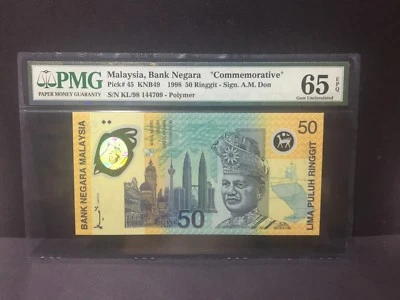 PMG
PAPER MONEY GUARANTY
Malaysia, Bank Negara "Commemorative"
Pick# 45 KNB49 1998 50 Ringgit - Sign. A.M. Don
S/N KL/98 144709 - Polymer
65 EPQ
Gem Uncirculated
BANK NEGARA MALAYSIA
50
50
LIMA PULUH RINGGIT